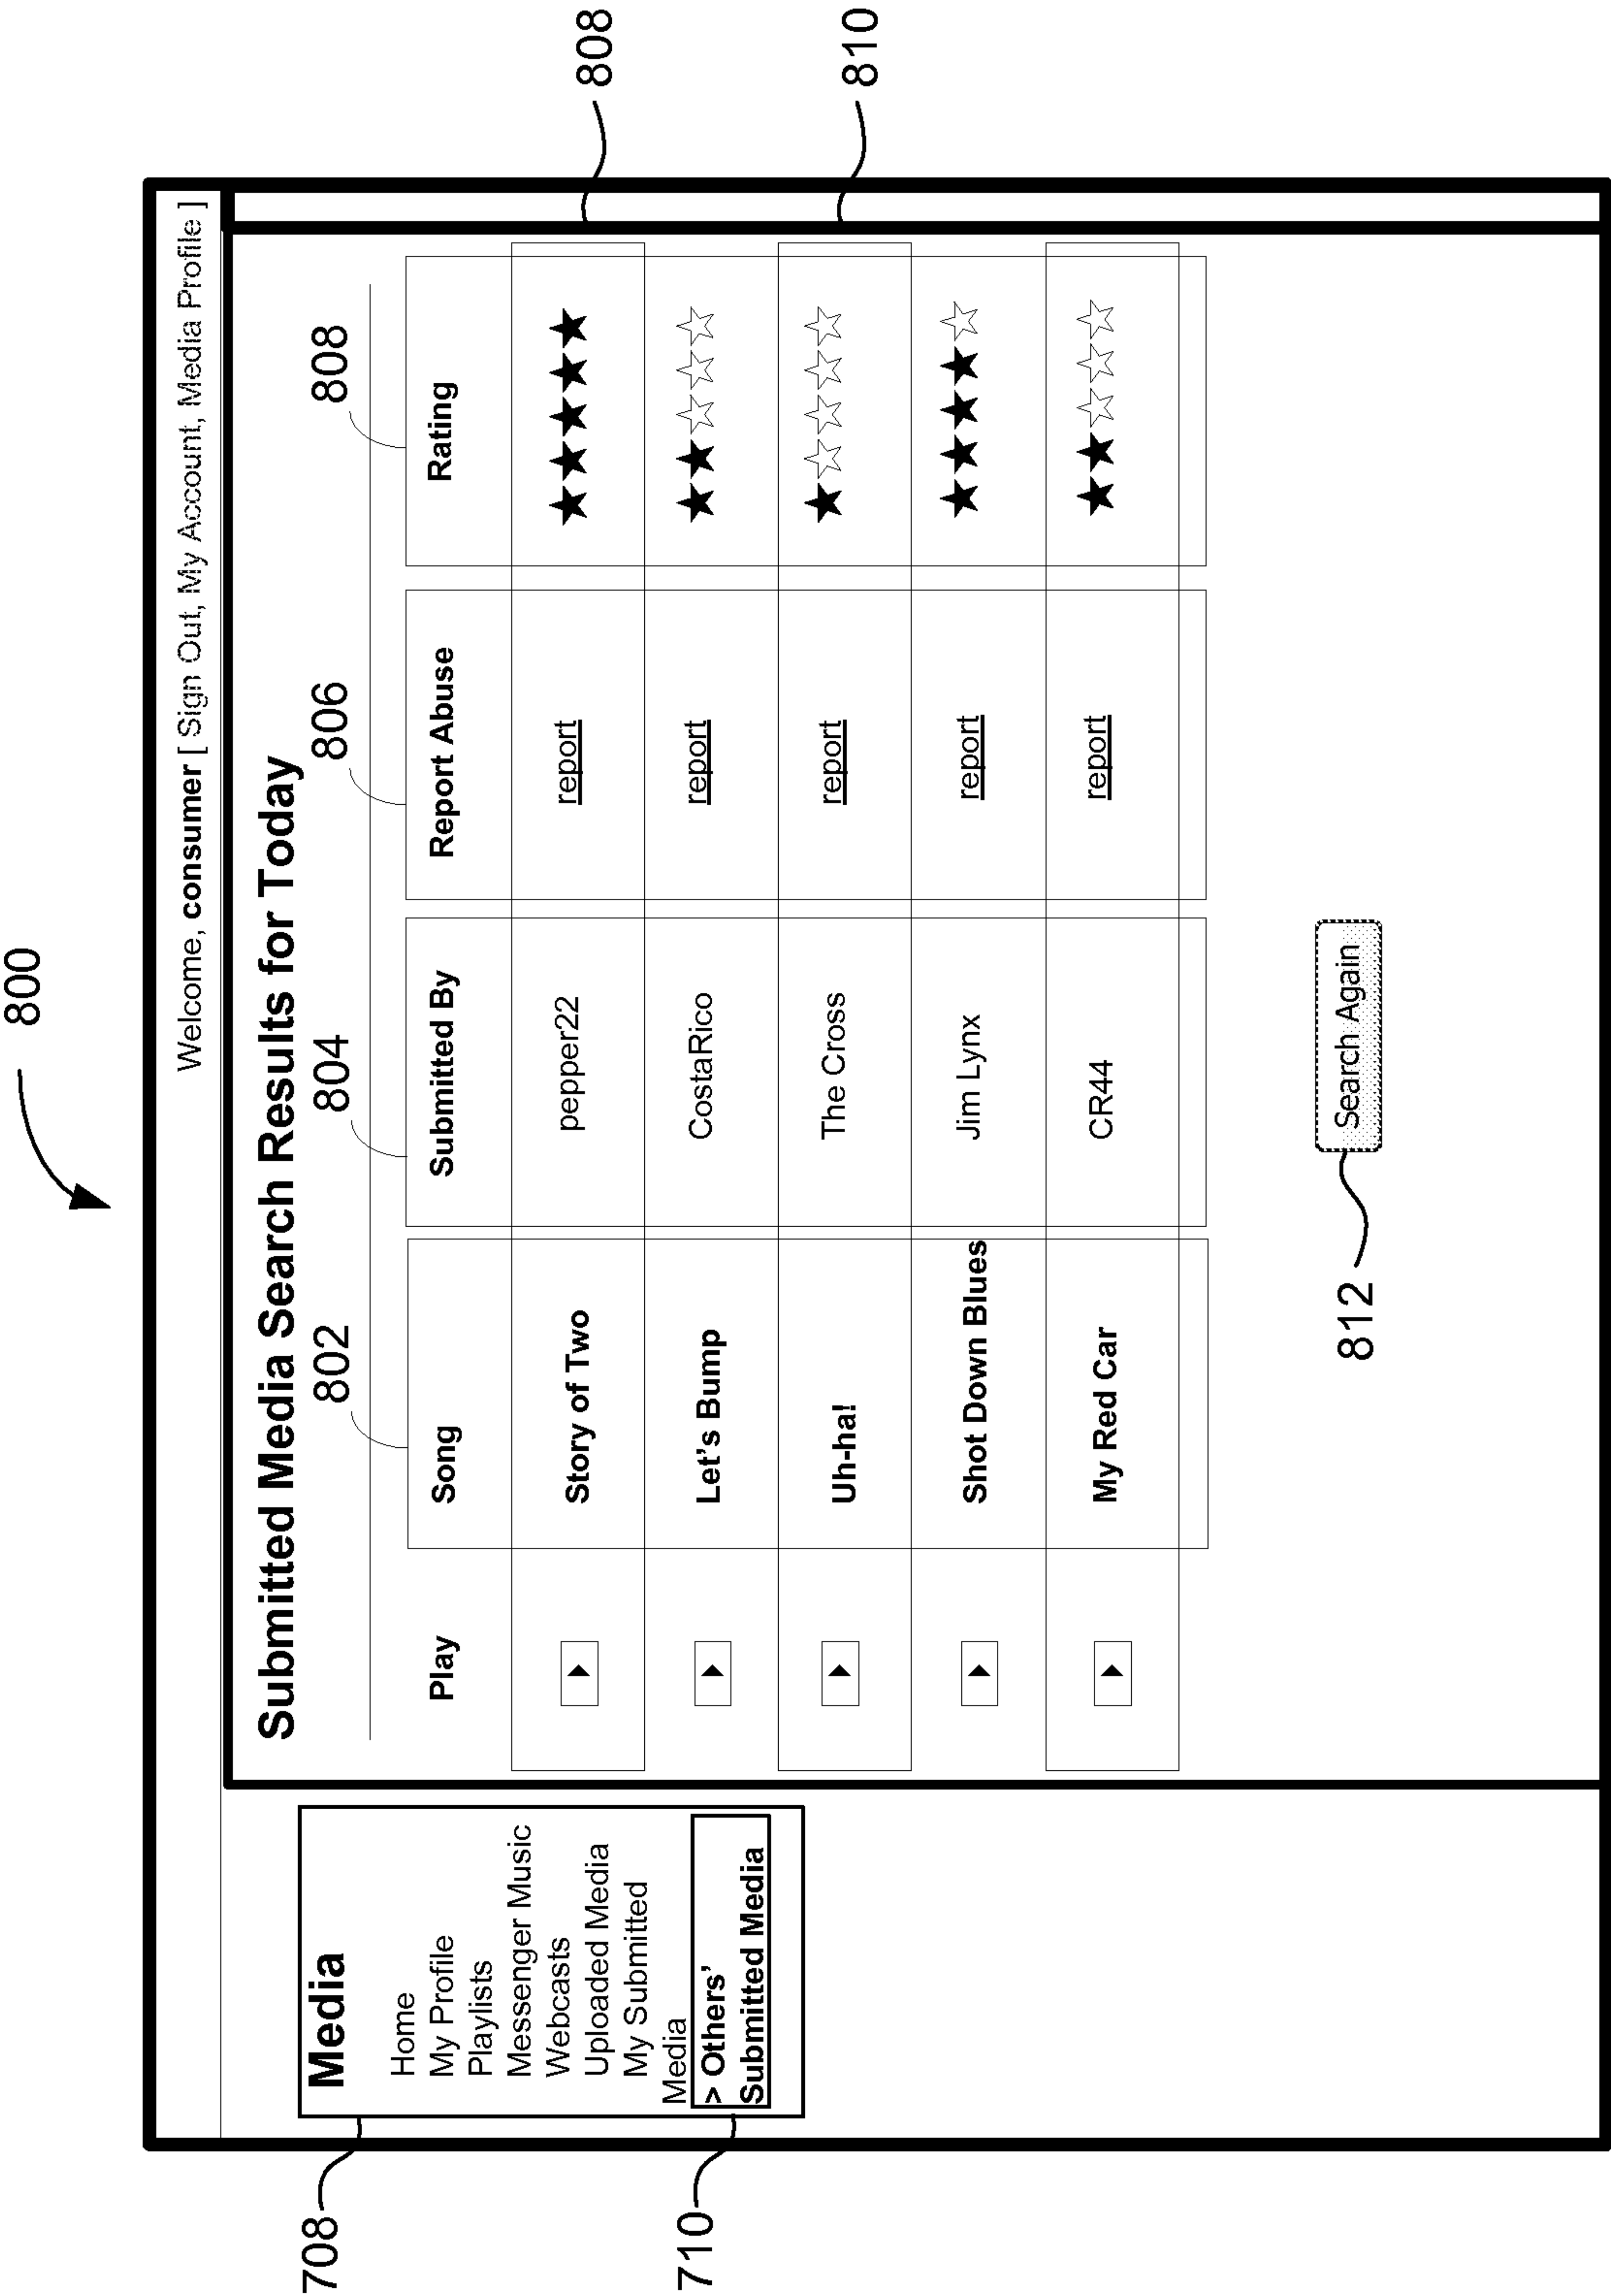 800
Welcome, consumer [ Sign Out, My Account, Media Profile ]
708
Media
Home
My Profile
Playlists
Messenger Music
Webcasts
Uploaded Media
My Submitted
Media
710
> Others'
Submitted Media
Submitted Media Search Results for Today
802 804 806 808
Play Song Submitted By Report Abuse Rating
Story of Two pepper22 report 808
Let's Bump CostaRico report
Uh-ha! The Cross report 810
Shot Down Blues Jim Lynx report
My Red Car CR44 report
812 Search Again